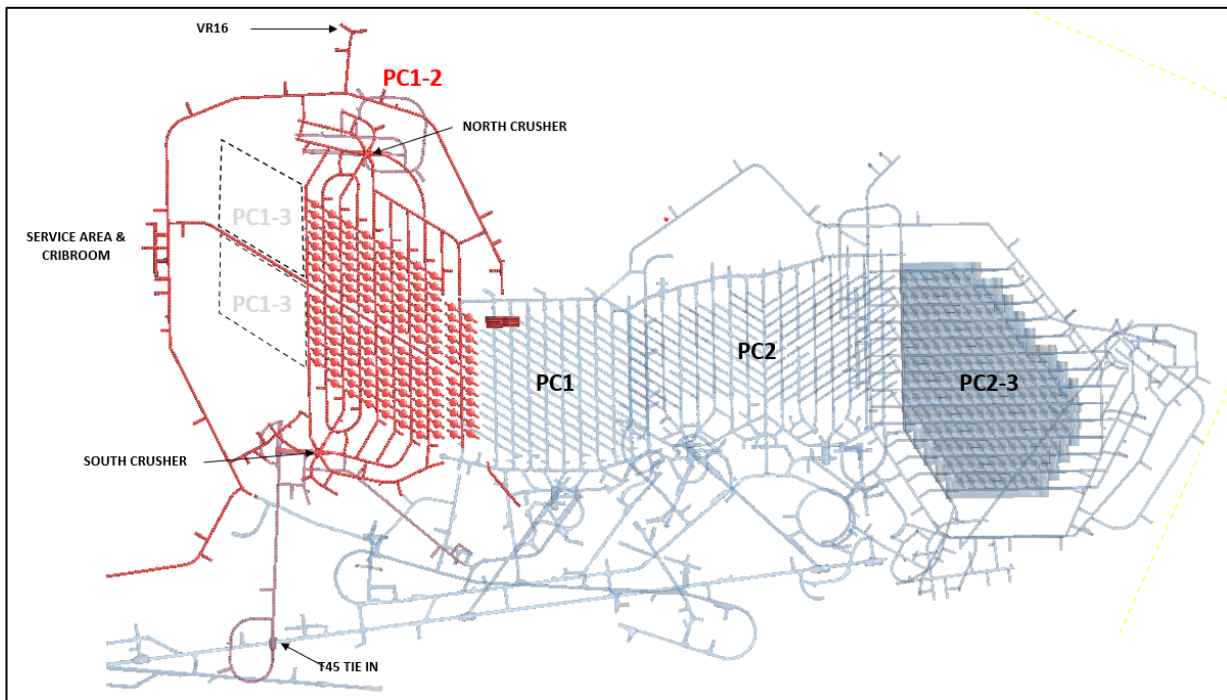 VR16
PC1-2
NORTH CRUSHER
PC1-3
SERVICE AREA &
CRIBROOM
PC1-3
PC2
PC1
PC2-3
SOUTH CRUSHER
T45 TIE IN